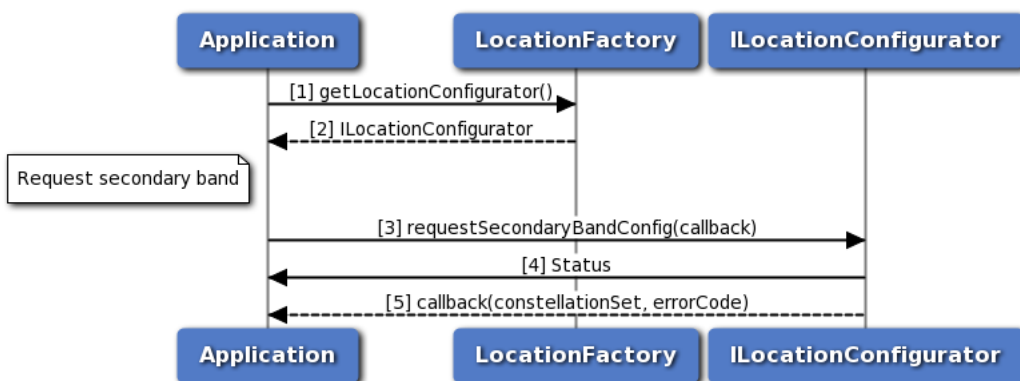 Application
LocationFactory
ILocationConfigurator
[1] getLocationConfigurator()
[2] ILocationConfigurator
Request secondary band
[3] requestSecondaryBandConfig(callback)
[4] Status
[5] callback(constellationSet, errorCode)
Application
LocationFactory
ILocationConfigurator